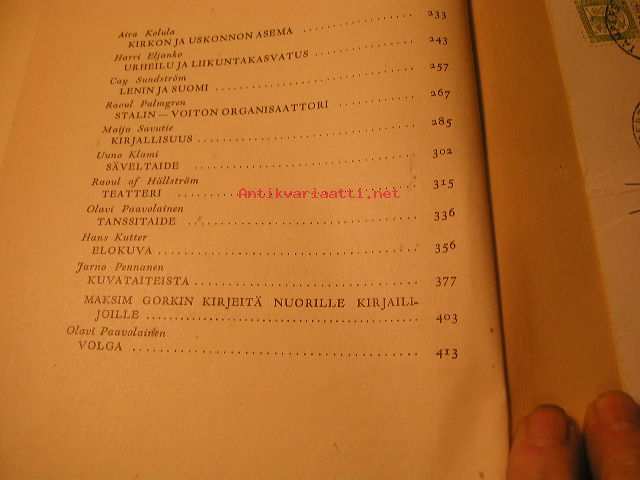 Aira Kolula
KIRKON JA USKONNON ASEMA . . . . . . . . . . . . . . . . 233
Harri Eljanko
URHEILU JA LIIKUNTAKASVATUS . . . . . . . . . . . . . . 243
Cay Sundström
LENIN JA SUOMI . . . . . . . . . . . . . . . . . . . . . . . . . . 257
Raoul Palmgren
STALIN — VOITON ORGANISAATTORI . . . . . . . . . . 267
Maija Savutie
KIRJALLISUUS . . . . . . . . . . . . . . . . . . . . . . . . . . . . 285
Uuno Klami
SÄVELTAIDE . . . . . . . . . . . . . . . . . . . . . . . . . . . . . 302
Raoul af Hällström
TEATTERI . . . . . . . . . . . . . . . . . . . . . . . . . . . . . . . 315
Antikvariaatti.net
Olavi Paavolainen
TANSSITAIDE . . . . . . . . . . . . . . . . . . . . . . . . . . . . 336
Hans Kutter
ELOKUVA . . . . . . . . . . . . . . . . . . . . . . . . . . . . . . . 356
Jarno Pennanen
KUVATAITEISTA . . . . . . . . . . . . . . . . . . . . . . . . . . 377
MAKSIM GORKIN KIRJEITÄ NUORILLE KIRJAILI-
JOILLE . . . . . . . . . . . . . . . . . . . . . . . . . . . . . . . . . 403
Olavi Paavolainen
VOLGA . . . . . . . . . . . . . . . . . . . . . . . . . . . . . . . . . 413